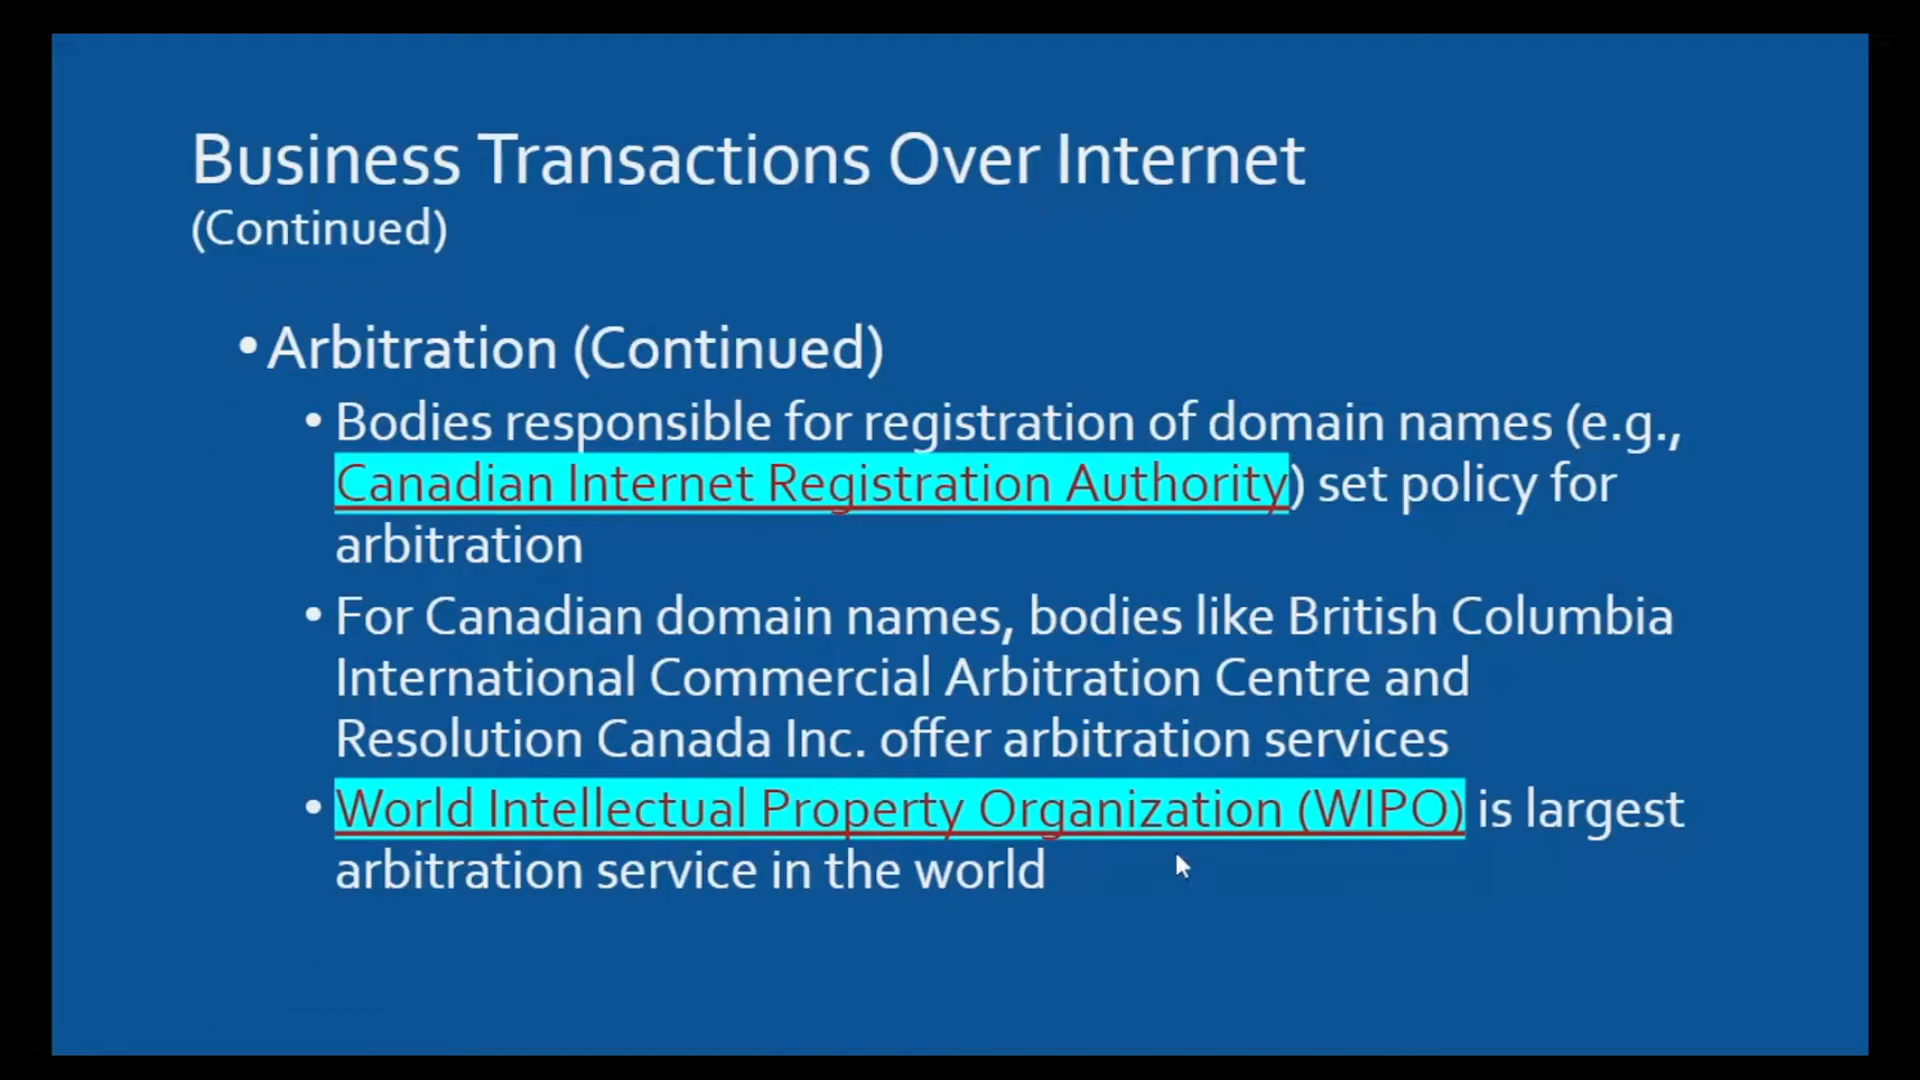 Business Transactions Over Internet
(Continued)
• Arbitration (Continued)
• Bodies responsible for registration of domain names (e.g.,
Canadian Internet Registration Authority) set policy for
arbitration
• For Canadian domain names, bodies like British Columbia
International Commercial Arbitration Centre and
Resolution Canada Inc. offer arbitration services
• World Intellectual Property Organization (WIPO) is largest
arbitration service in the world